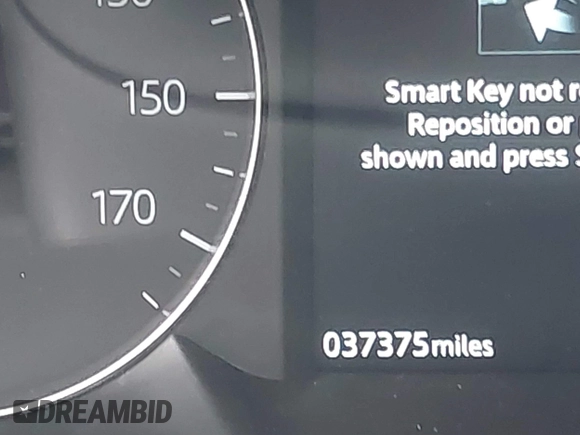 150
170
Smart Key not
Reposition or
shown and press
037375 miles
DREAMBID